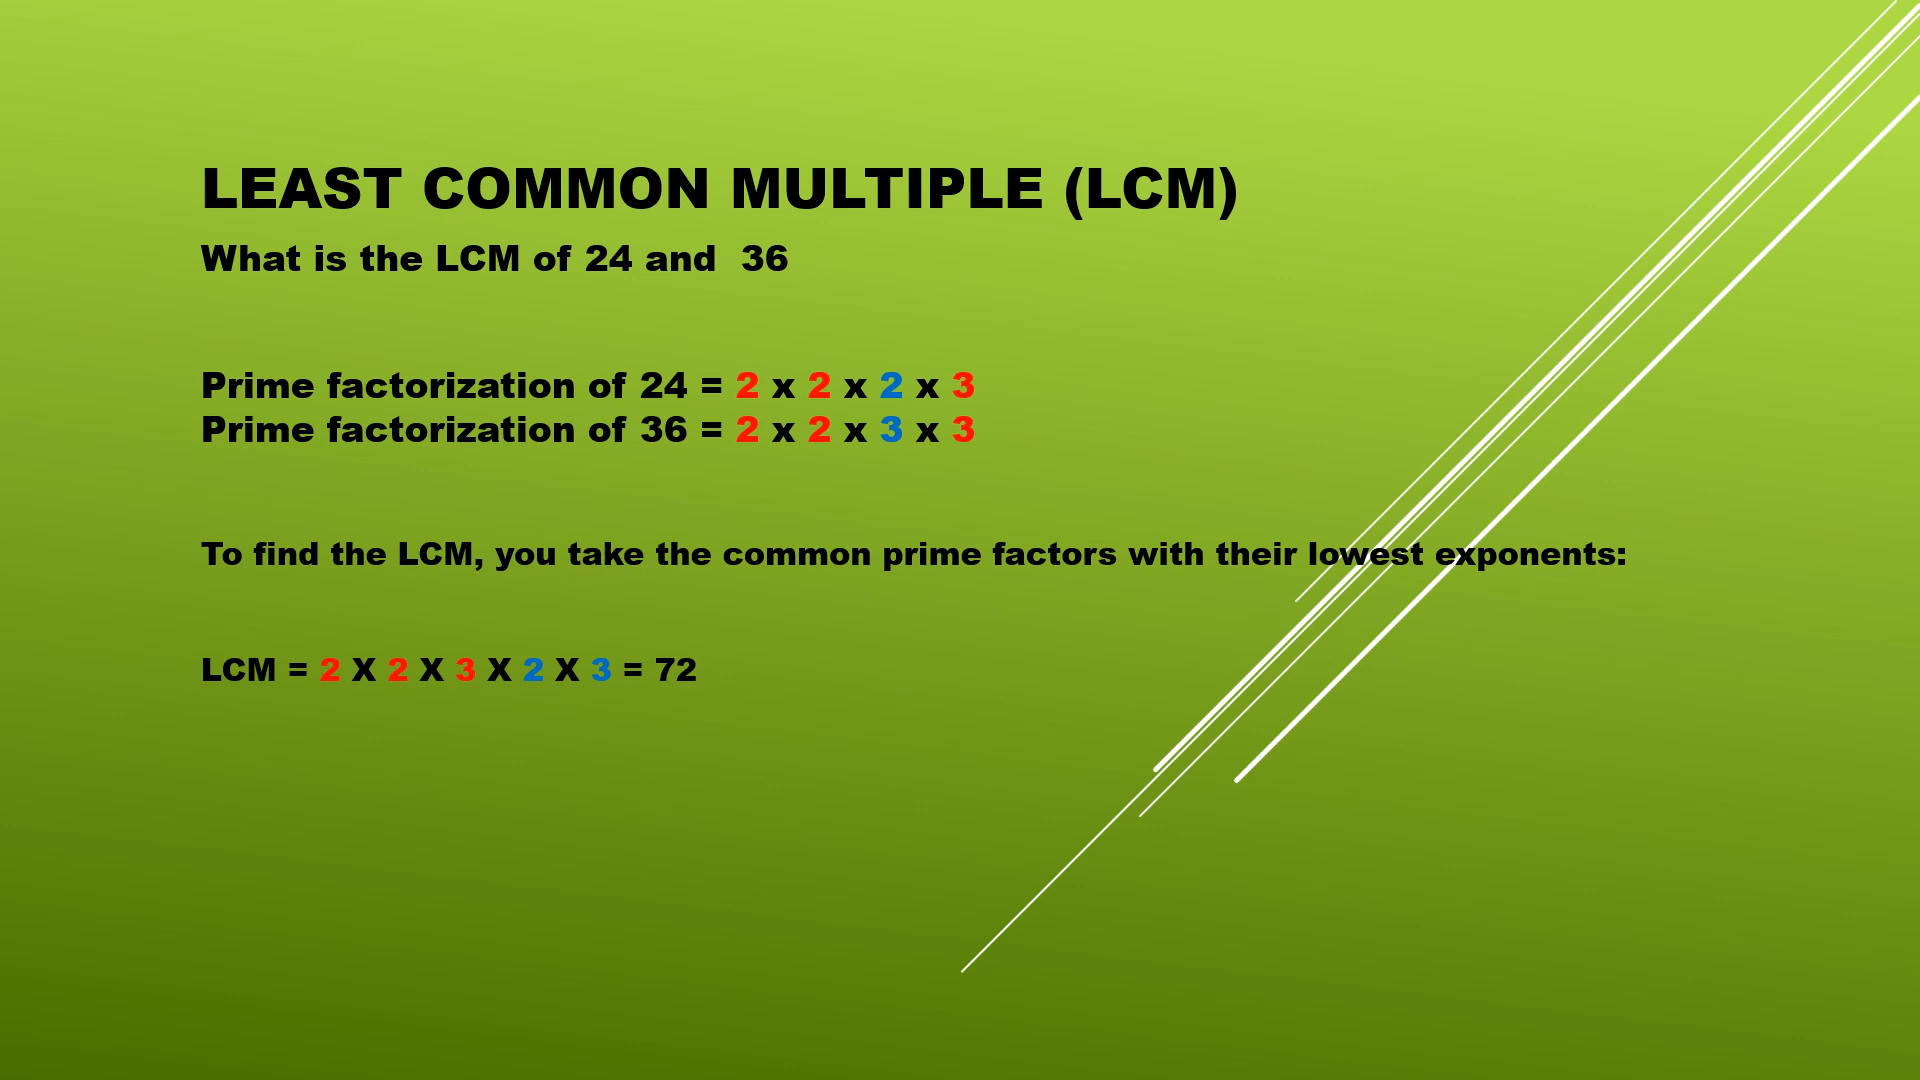 LEAST COMMON MULTIPLE (LCM)
What is the LCM of 24 and  36
Prime factorization of 24 = 2 x 2 x 2 x 3
Prime factorization of 36 = 2 x 2 x 3 x 3
To find the LCM, you take the common prime factors with their lowest exponents:
LCM = 2 X 2 X 3 X 2 X 3 = 72